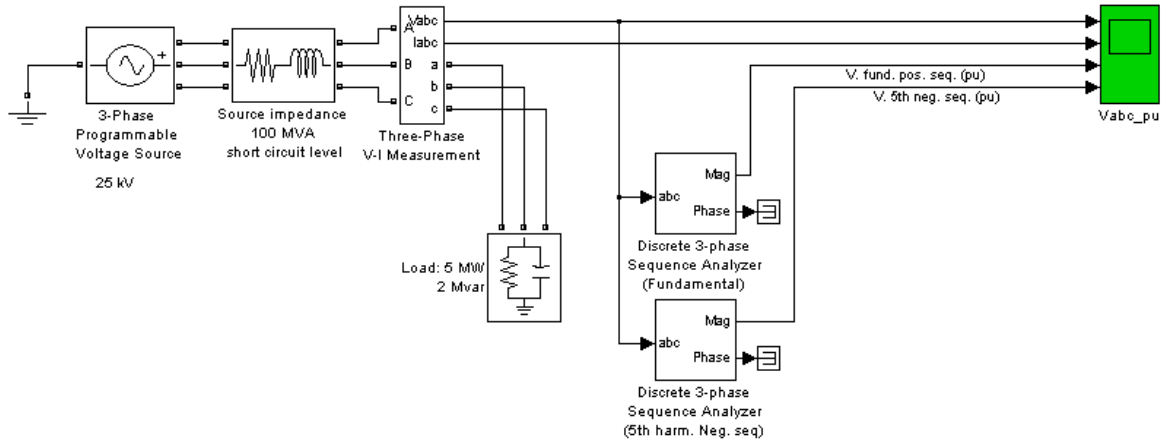 Vabc
A
Iabc
B
a
b
C
c
3-Phase
Programmable
Voltage Source
25 kV
Source impedance
100 MVA
short circuit level
Three-Phase
V-I Measurement
V. fund. pos. seq. (pu)
V. 5th neg. seq. (pu)
Vabc_pu
Mag
abc
Phase
Discrete 3-phase
Sequence Analyzer
(Fundamental)
Load: 5 MW
2 Mvar
Mag
abc
Phase
Discrete 3-phase
Sequence Analyzer
(5th harm. Neg. seq)